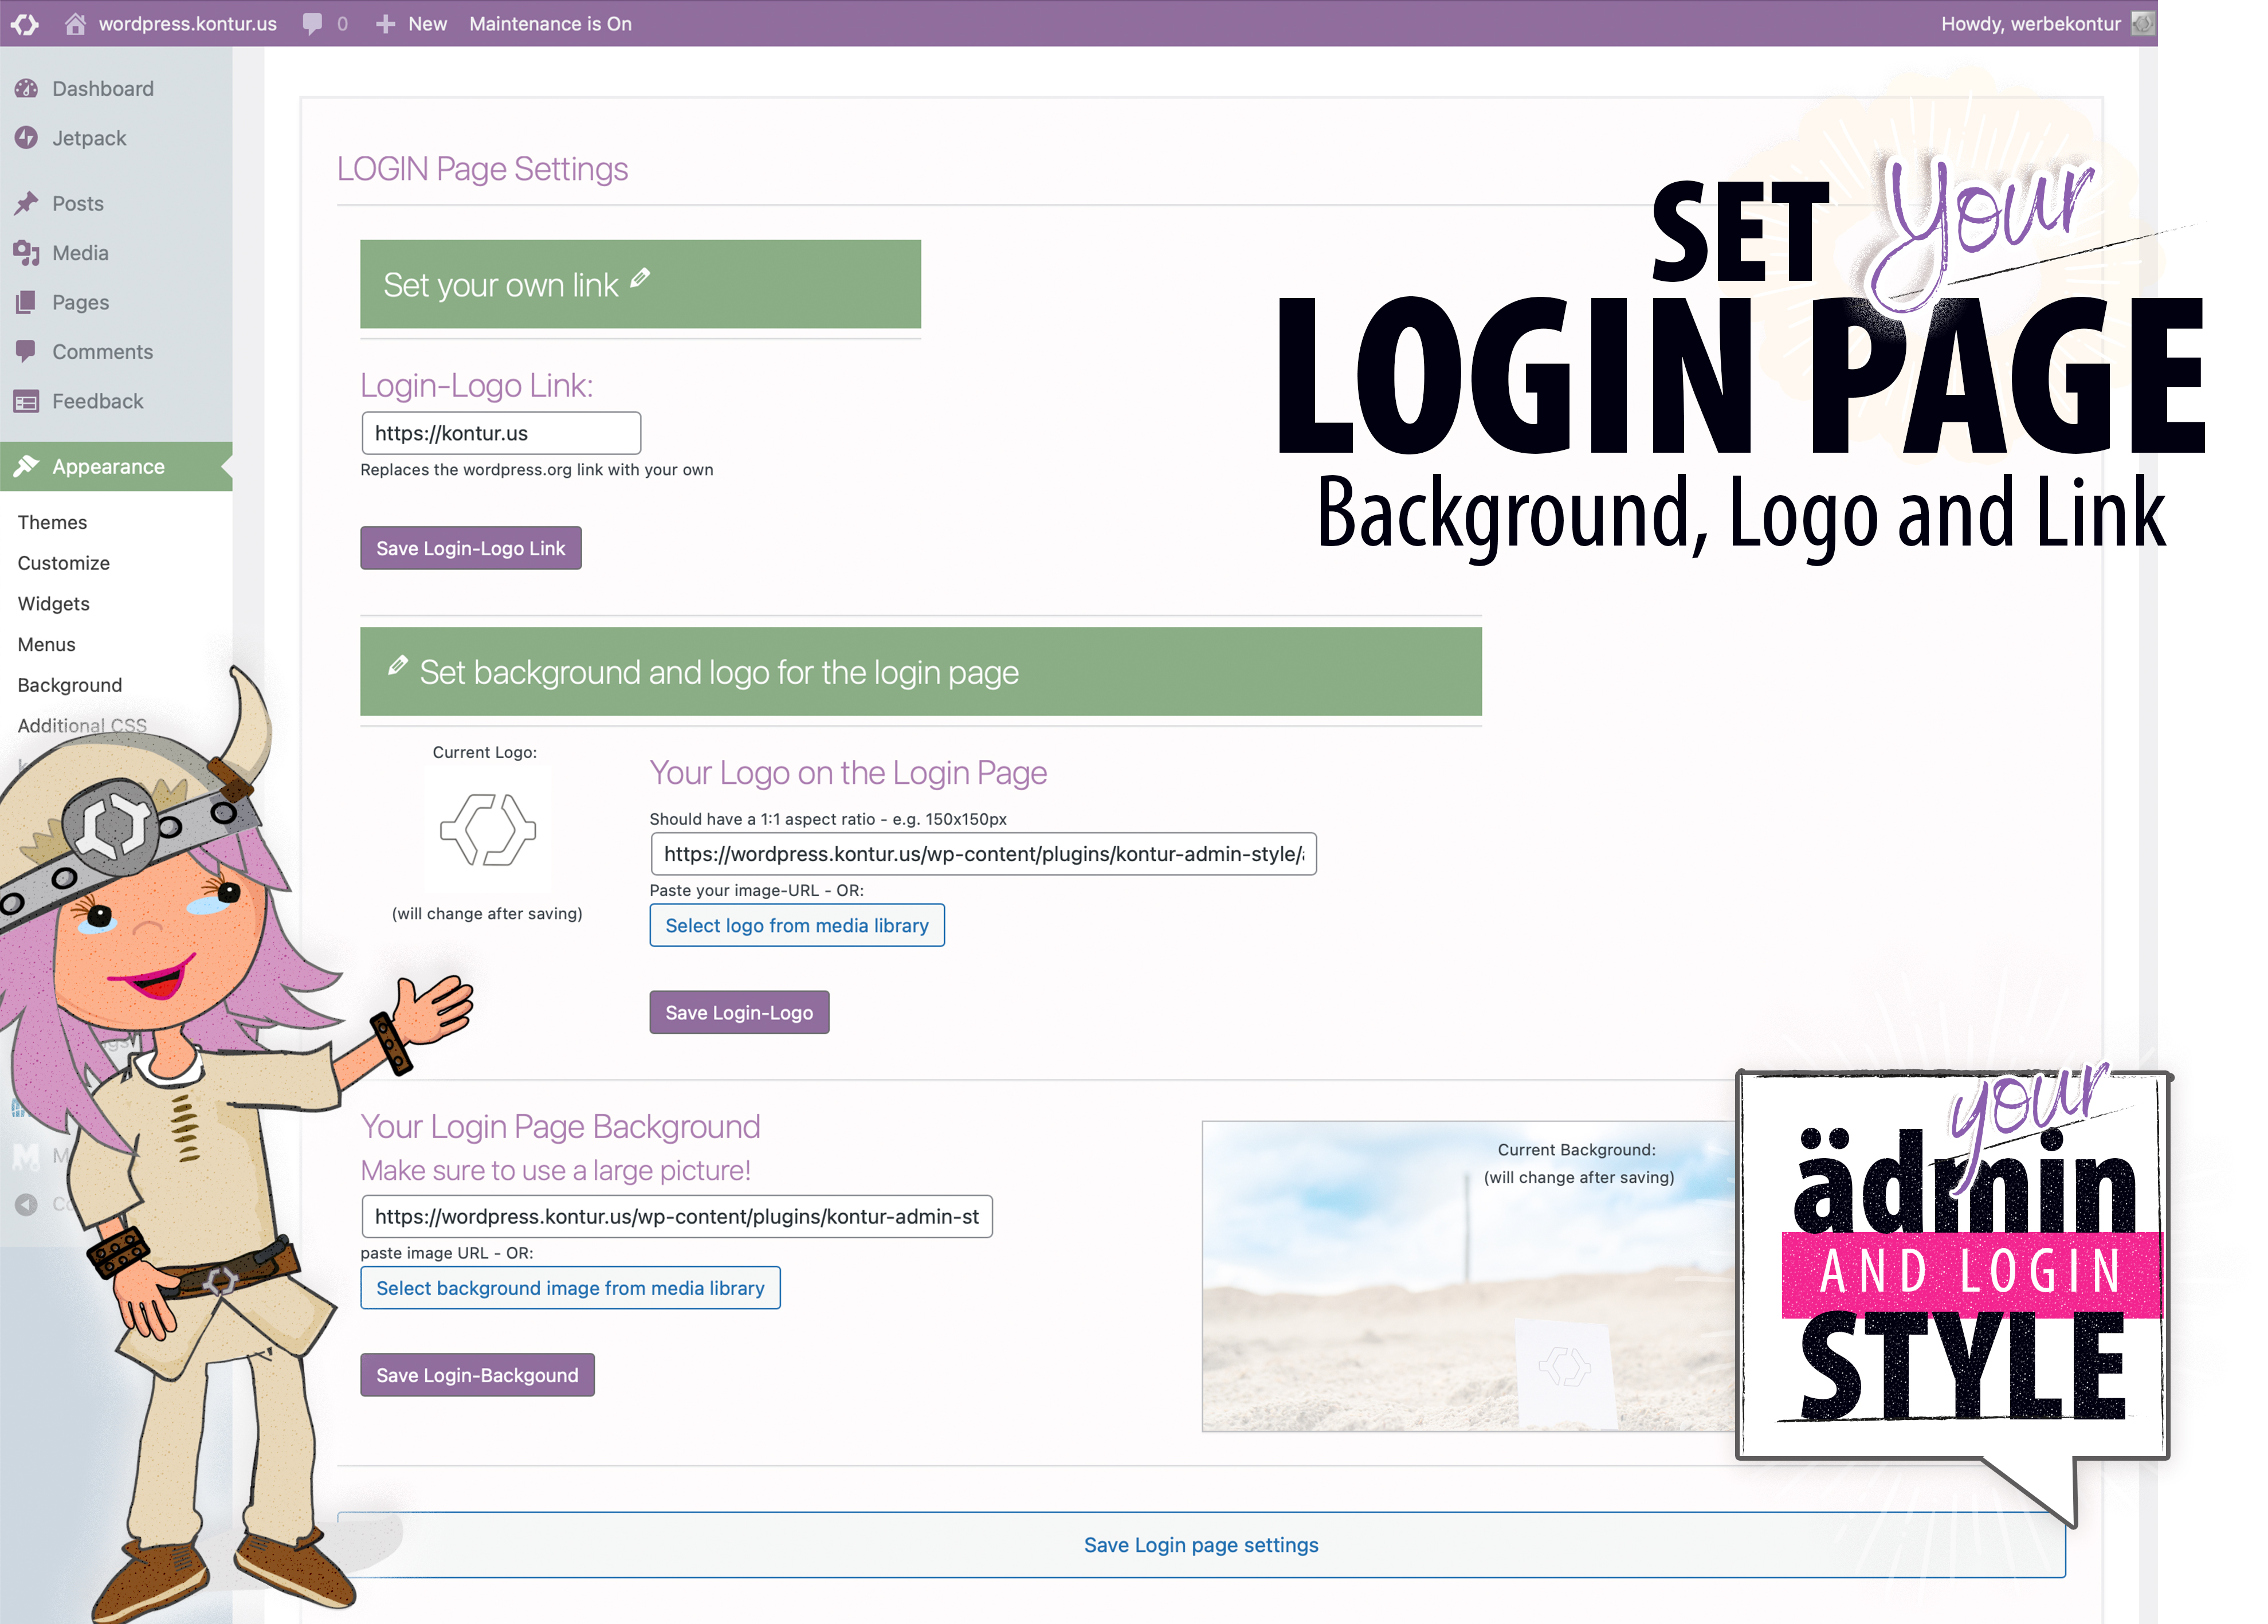 wordpress.kontur.us 0 New Maintenance is On Howdy, werbekontur
Dashboard
Jetpack
Posts
Media
Pages
Comments
Feedback
Appearance
Themes
Customize
Widgets
Menus
Background
Additional CSS
LOGIN Page Settings
Set your own link
Login-Logo Link:
https://kontur.us
Replaces the wordpress.org link with your own
Save Login-Logo Link
SET Your
LOGIN PAGE
Background, Logo and Link
Set background and logo for the login page
Current Logo:
(will change after saving)
Your Logo on the Login Page
Should have a 1:1 aspect ratio - e.g. 150x150px
https://wordpress.kontur.us/wp-content/plugins/kontur-admin-style/
Paste your image-URL - OR:
Select logo from media library
Save Login-Logo
Your Login Page Background
Make sure to use a large picture!
https://wordpress.kontur.us/wp-content/plugins/kontur-admin-st
paste image URL - OR:
Select background image from media library
Save Login-Backgound
Current Background:
(will change after saving)
your
ädmin
AND LOGIN
STYLE
Save Login page settings